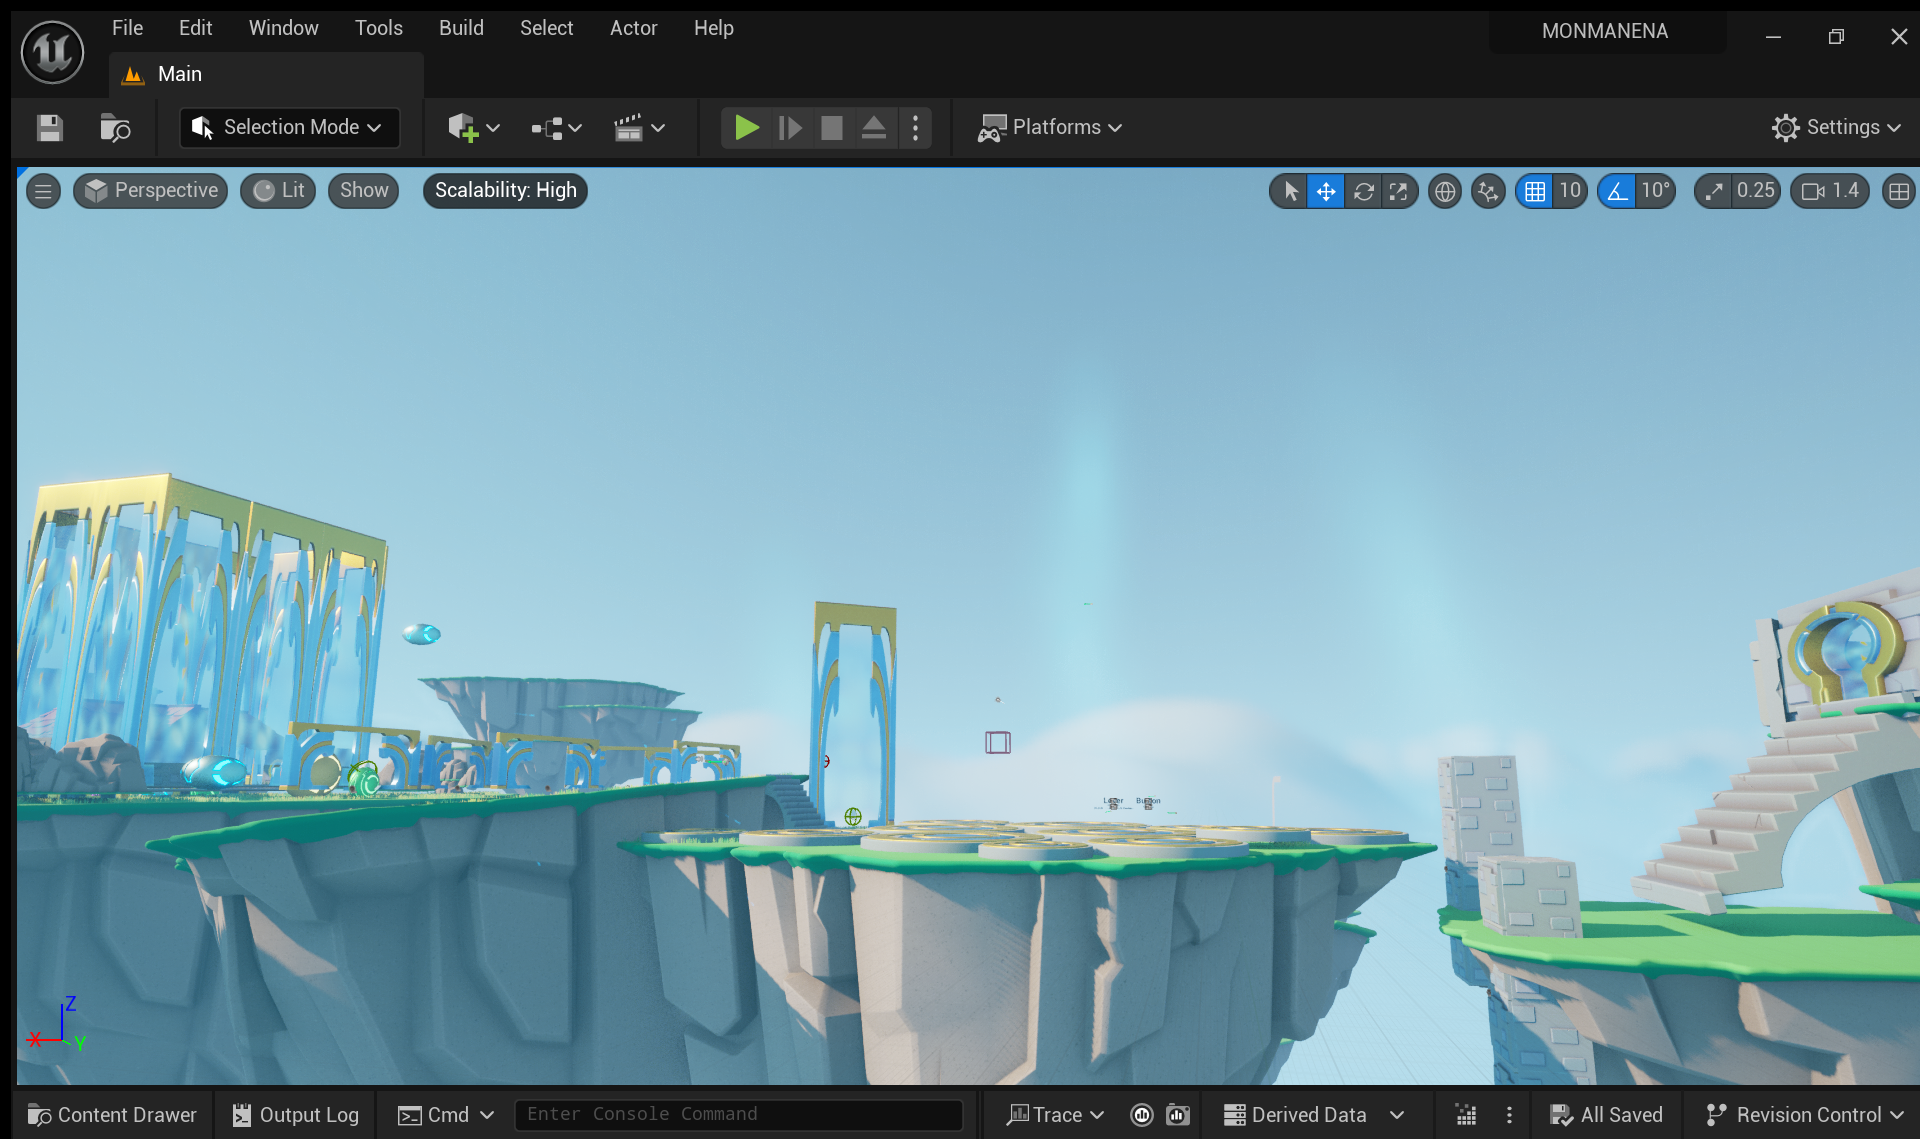 File Edit Window Tools Build Select Actor Help
MONMANENA
Main
Selection Mode
Platforms
Settings
Perspective Lit Show Scalability: High
10 10° 0.25 1.4
Lever Button
Z
X
Y
Content Drawer Output Log Cmd Enter Console Command Trace Derived Data All Saved Revision Control